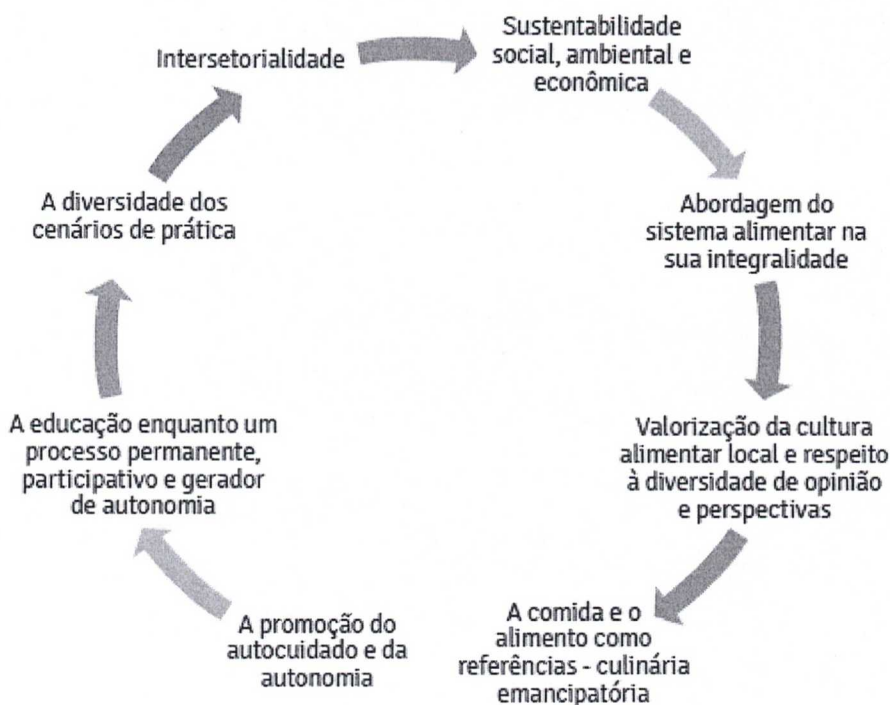 Sustentabilidade
social, ambiental e
econômica
Abordagem do
sistema alimentar na
sua integralidade
Valorização da cultura
alimentar local e respeito
à diversidade de opinião
e perspectivas
A comida e o
alimento como
referências - culinária
emancipatória
A promoção do
autocuidado e da
autonomia
A educação enquanto um
processo permanente,
participativo e gerador
de autonomia
A diversidade dos
cenários de prática
Intersetorialidade